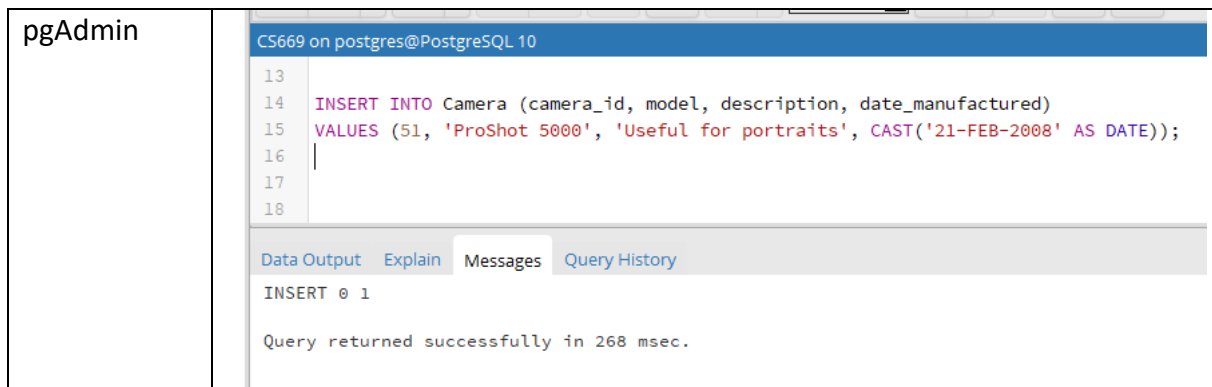 pgAdmin
CS669 on postgres@PostgreSQL 10
13
14 INSERT INTO Camera (camera_id, model, description, date_manufactured)
15 VALUES (51, 'ProShot 5000', 'Useful for portraits', CAST('21-FEB-2008' AS DATE));
16
17
18
Data Output Explain Messages Query History
INSERT 0 1
Query returned successfully in 268 msec.